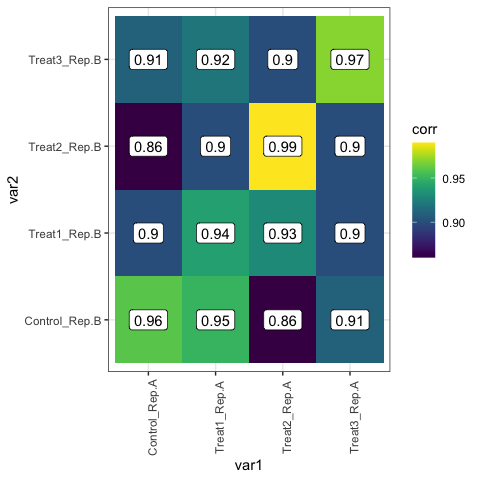 Treat3_Rep.B
0.91 0.92 0.9 0.97
Treat2_Rep.B
0.86 0.9 0.99 0.9
Treat1_Rep.B
0.9 0.94 0.93 0.9
Control_Rep.B
0.96 0.95 0.86 0.91
var2
Control_Rep.A
Treat1_Rep.A
Treat2_Rep.A
Treat3_Rep.A
var1
corr
0.95
0.90